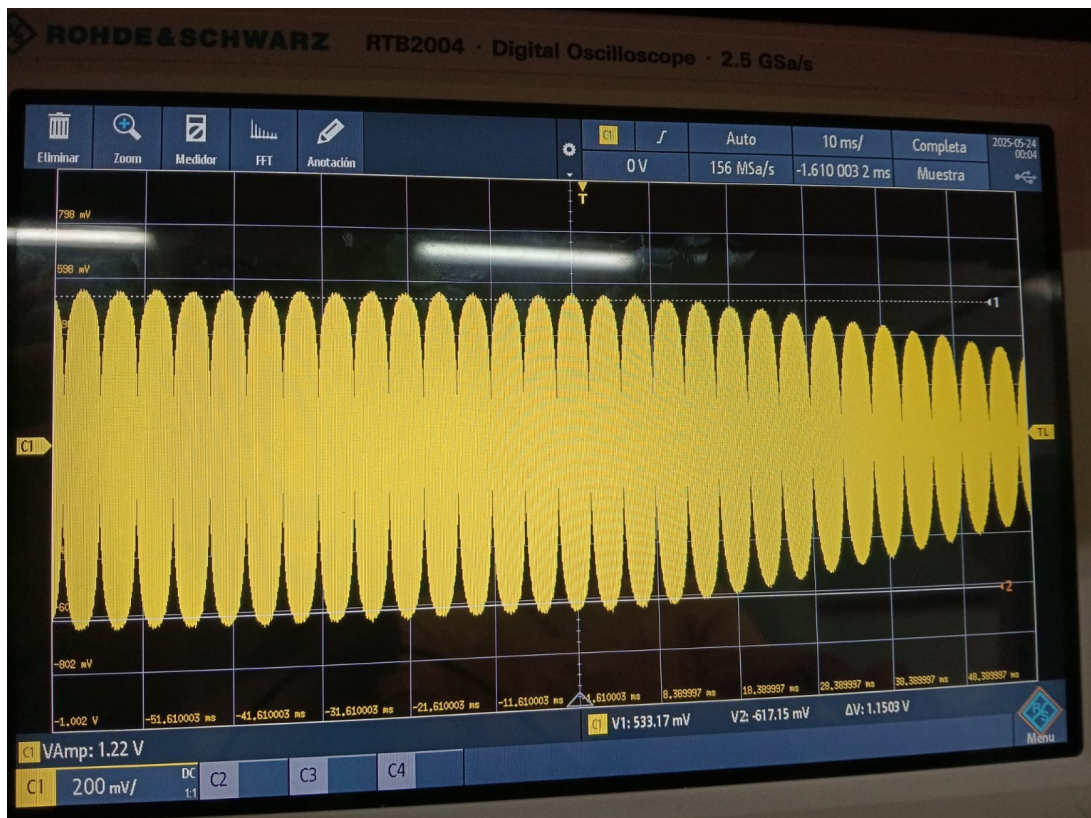 ROHDE&SCHWARZ RTB2004 · Digital Oscilloscope · 2.5 GSa/s
Eliminar Zoom Medidor FFT Anotación
C1 Auto 10 ms/ Completa 2025-05-24 00:04
0 V 156 MSa/s -1.610 003 2 ms Muestra
T
798 mV
598 mV
1
C1
TL
2
-802 mV
-1.002 V -51.610003 ms -41.610003 ms -31.610003 ms -21.610003 ms -11.610003 ms -1.610003 ms 8.389997 ms 18.389997 ms 28.389997 ms 38.389997 ms 48.389997 ms
C1 V1: 533.17 mV V2: -617.15 mV ΔV: 1.1503 V
Menu
C1 VAmp: 1.22 V
C1 200 mV/ DC 1:1 C2 C3 C4